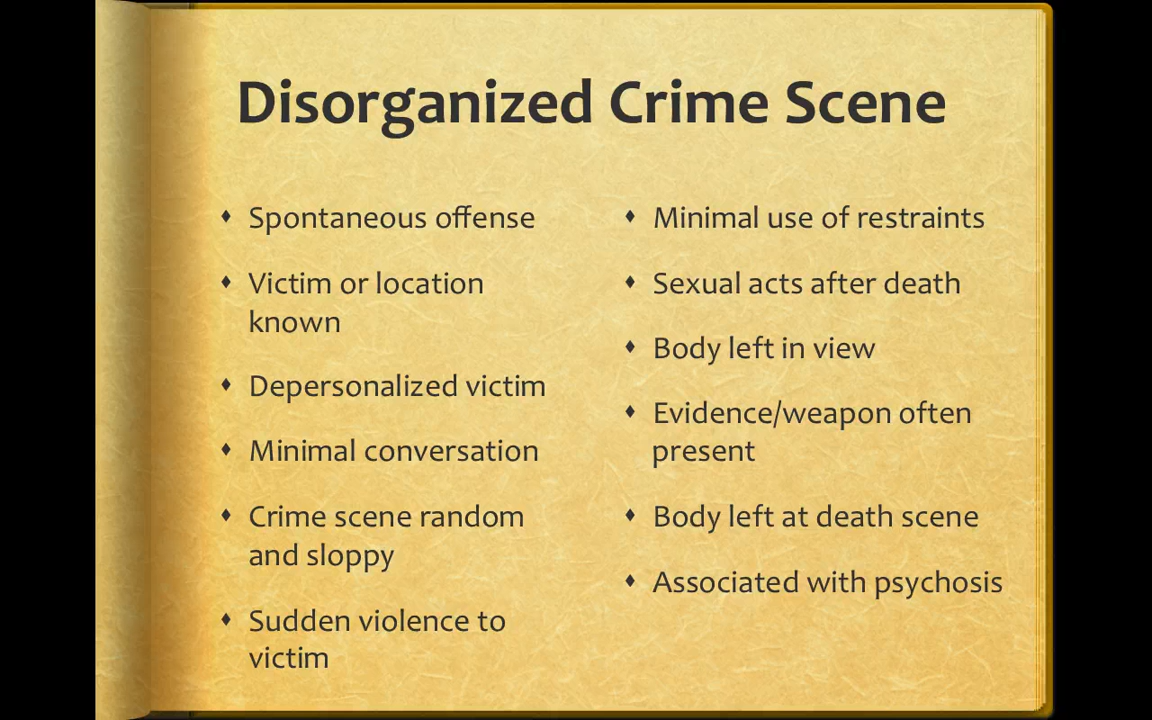 Disorganized Crime Scene
Spontaneous offense
Victim or location
known
Depersonalized victim
Minimal conversation
Crime scene random
and sloppy
Sudden violence to
victim
Minimal use of restraints
Sexual acts after death
Body left in view
Evidence/weapon often
present
Body left at death scene
Associated with psychosis